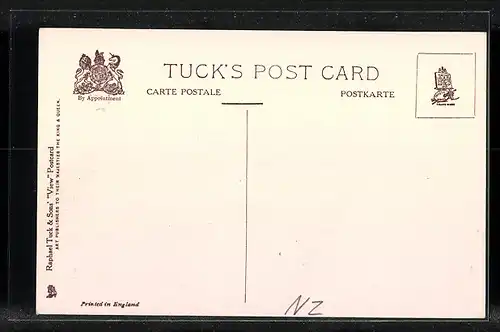 TUCK'S POST CARD
CARTE POSTALE
POSTKARTE
By Appointment
Raphael Tuck & Sons' "View" Postcard
ART PUBLISHERS TO THEIR MAJESTIES THE KING & QUEEN.
Printed in England
NZ